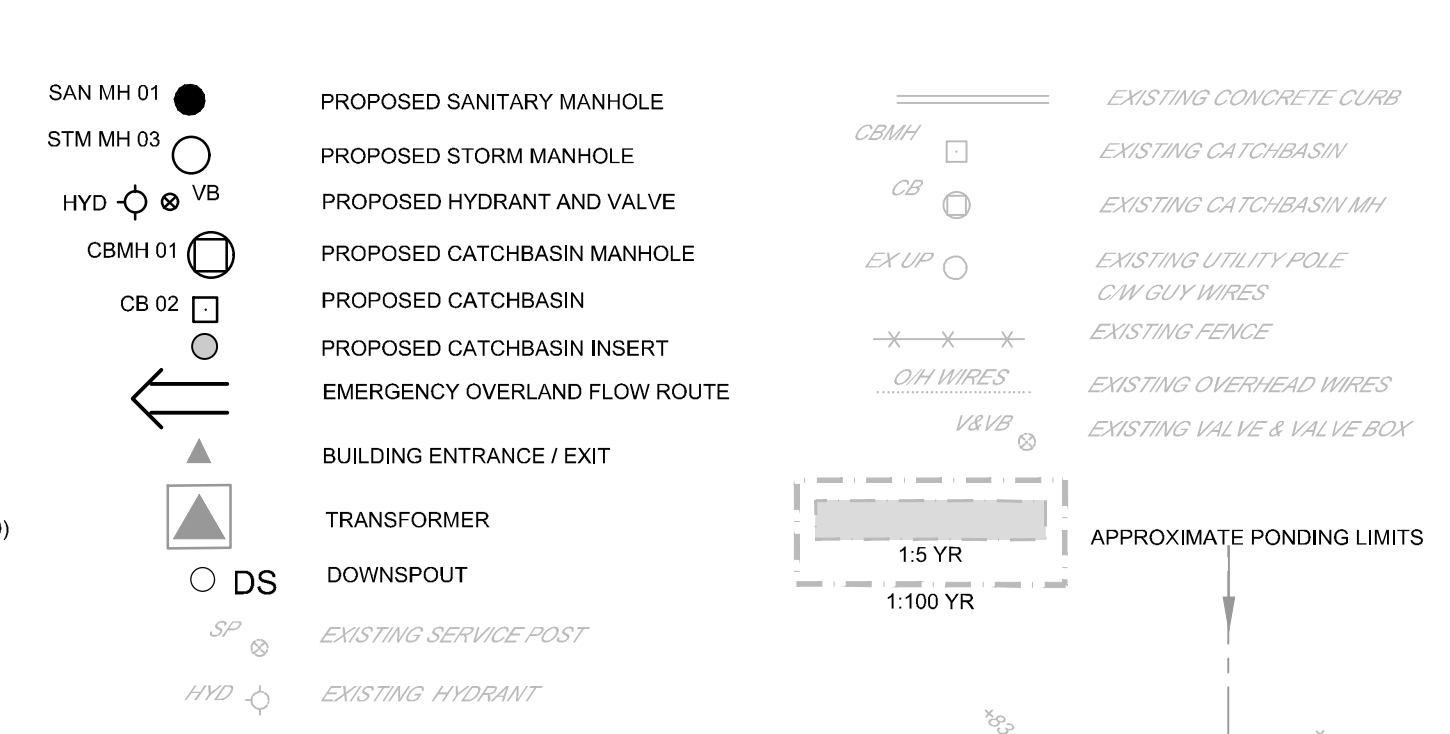 SAN MH 01 PROPOSED SANITARY MANHOLE
STM MH 03 PROPOSED STORM MANHOLE
HYD VB PROPOSED HYDRANT AND VALVE
CBMH 01 PROPOSED CATCHBASIN MANHOLE
CB 02 PROPOSED CATCHBASIN
PROPOSED CATCHBASIN INSERT
EMERGENCY OVERLAND FLOW ROUTE
BUILDING ENTRANCE / EXIT
TRANSFORMER
DS DOWNSPOUT
SP EXISTING SERVICE POST
HYD EXISTING HYDRANT
EXISTING CONCRETE CURB
CBMH EXISTING CATCHBASIN
CB EXISTING CATCHBASIN MH
EX UP EXISTING UTILITY POLE
C/W GUY WIRES
EXISTING FENCE
O/H WIRES EXISTING OVERHEAD WIRES
V&VB EXISTING VALVE & VALVE BOX
APPROXIMATE PONDING LIMITS
1:5 YR
1:100 YR
+83